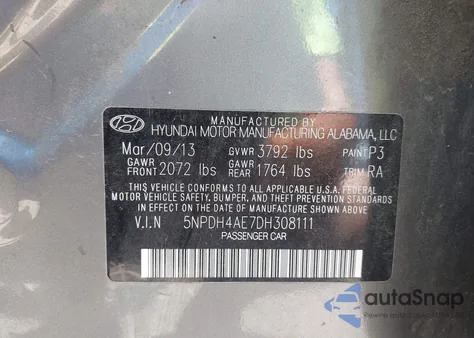 MANUFACTURED BY
HYUNDAI MOTOR MANUFACTURING ALABAMA, LLC
Mar/09/13 GVWR 3792 lbs PAINT P3
GAWR FRONT 2072 lbs GAWR REAR 1764 lbs TRIM RA
THIS VEHICLE CONFORMS TO ALL APPLICABLE U.S.A. FEDERAL
MOTOR VEHICLE SAFETY, BUMPER, AND THEFT PREVENTION
STANDARDS IN EFFECT ON THE DATE OF MANUFACTURE
SHOWN ABOVE.
V.I.N 5NPDH4AE7DH308111
PASSENGER CAR
autoSnap